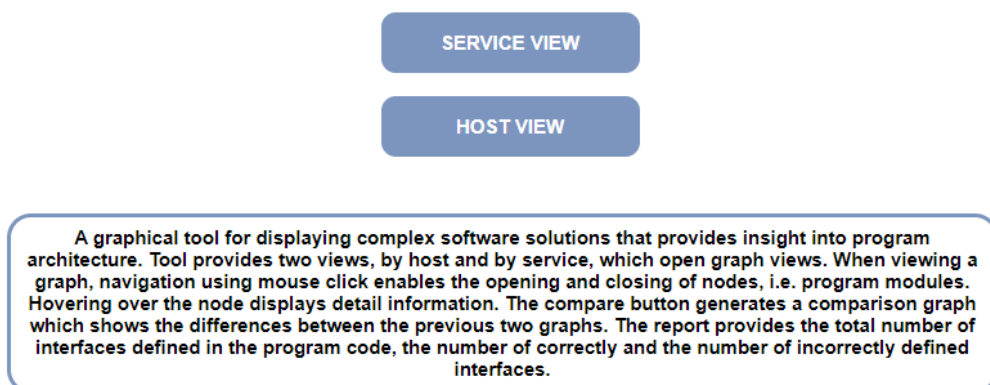 SERVICE VIEW
HOST VIEW
A graphical tool for displaying complex software solutions that provides insight into program
architecture. Tool provides two views, by host and by service, which open graph views. When viewing a
graph, navigation using mouse click enables the opening and closing of nodes, i.e. program modules.
Hovering over the node displays detail information. The compare button generates a comparison graph
which shows the differences between the previous two graphs. The report provides the total number of
interfaces defined in the program code, the number of correctly and the number of incorrectly defined
interfaces.